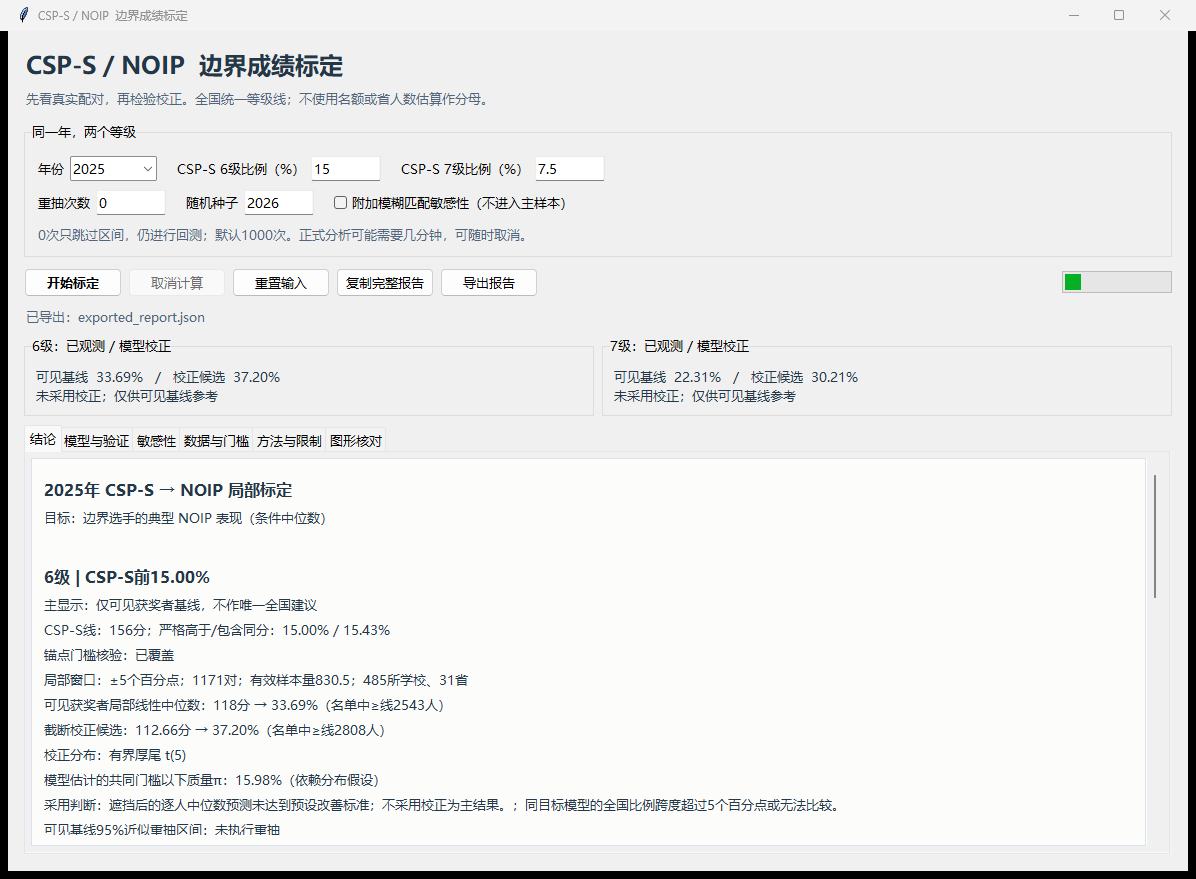 CSP-S / NOIP 边界成绩标定
CSP-S / NOIP 边界成绩标定
先看真实配对，再检验校正。全国统一等级线；不使用名额或省人数估算作分母。
同一年，两个等级
年份 2025 CSP-S 6级比例（%） 15 CSP-S 7级比例（%） 7.5
重抽次数 0 随机种子 2026 附加模糊匹配敏感性（不进入主样本）
0次只跳过区间，仍进行回测；默认1000次。正式分析可能需要几分钟，可随时取消。
开始标定 取消计算 重置输入 复制完整报告 导出报告
已导出：exported_report.json
6级：已观测 / 模型校正
可见基线 33.69% / 校正候选 37.20%
未采用校正；仅供可见基线参考
7级：已观测 / 模型校正
可见基线 22.31% / 校正候选 30.21%
未采用校正；仅供可见基线参考
结论 模型与验证 敏感性 数据与门槛 方法与限制 图形核对
2025年 CSP-S → NOIP 局部标定
目标：边界选手的典型 NOIP 表现（条件中位数）
6级 | CSP-S前15.00%
主显示：仅可见获奖者基线，不作唯一全国建议
CSP-S线：156分；严格高于/包含同分：15.00% / 15.43%
锚点门槛核验：已覆盖
局部窗口：±5个百分点；1171对；有效样本量830.5；485所学校、31省
可见获奖者局部线性中位数：118分 → 33.69%（名单中≥线2543人）
截断校正候选：112.66分 → 37.20%（名单中≥线2808人）
校正分布：有界厚尾 t(5)
模型估计的共同门槛以下质量π：15.98%（依赖分布假设）
采用判断：遮挡后的逐人中位数预测未达到预设改善标准；不采用校正为主结果。；同目标模型的全国比例跨度超过5个百分点或无法比较。
可见基线95%近似重抽区间：未执行重抽